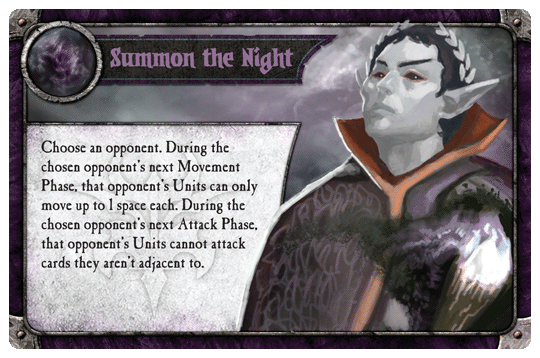 Summon the Night
Choose an opponent. During the
chosen opponent's next Movement
Phase, that opponent's Units can only
move up to 1 space each. During the
chosen opponent's next Attack Phase,
that opponent's Units cannot attack
cards they aren't adjacent to.